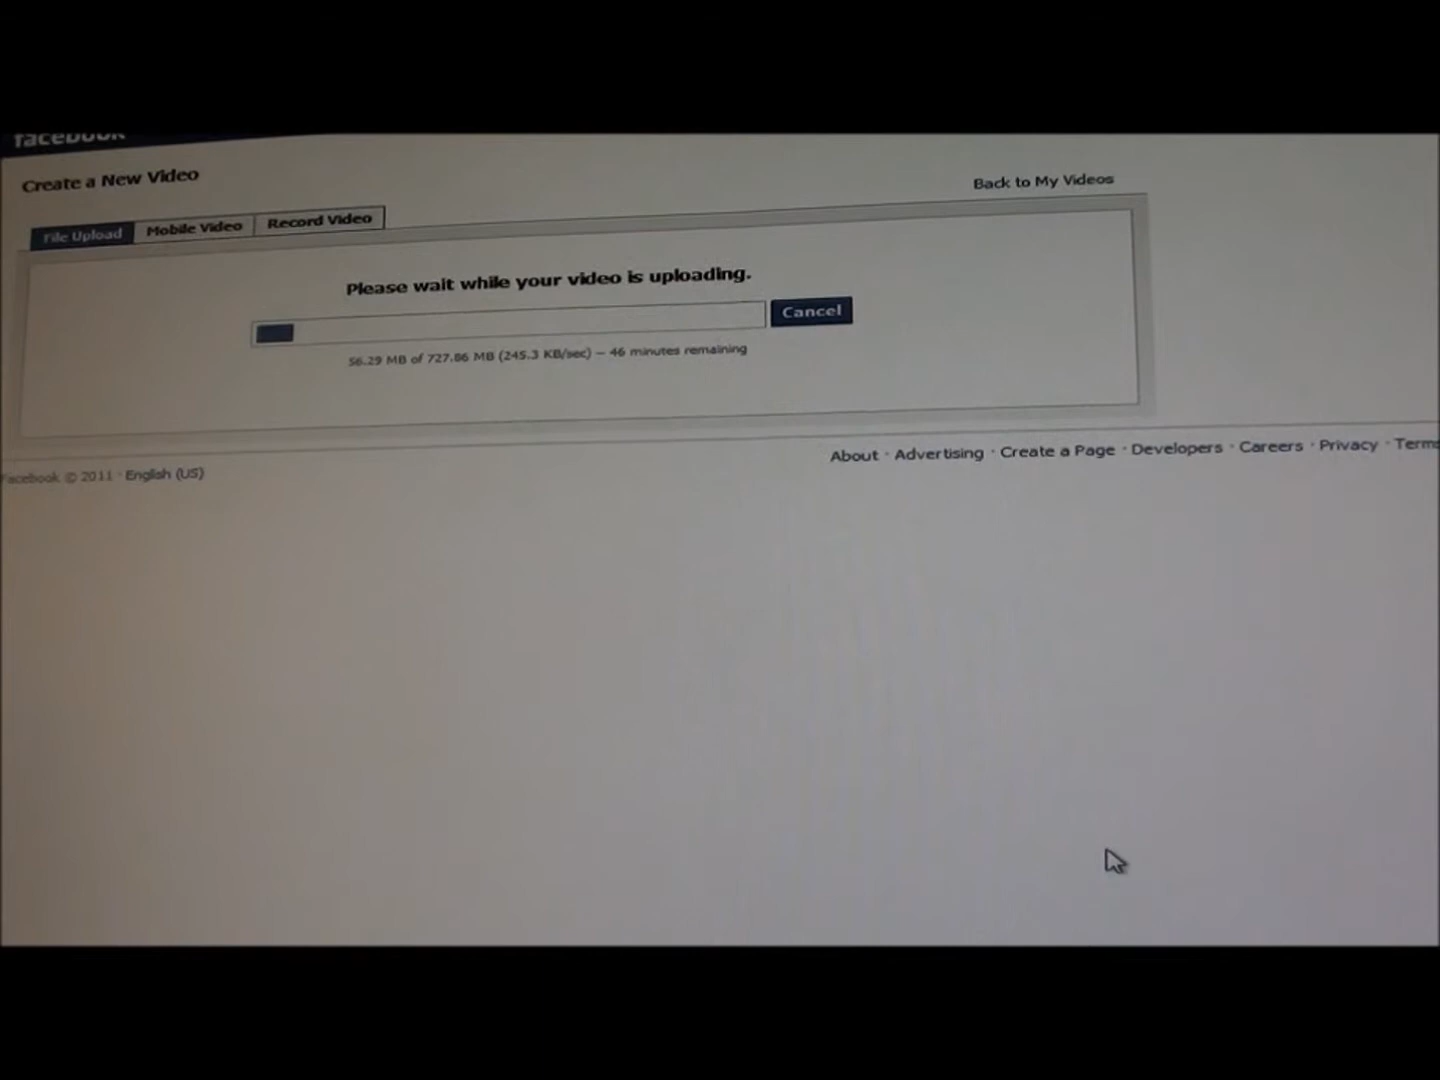 facebook
Create a New Video
Back to My Videos
File Upload Mobile Video Record Video
Please wait while your video is uploading.
Cancel
56.29 MB of 727.86 MB (245.3 KB/sec) — 46 minutes remaining
About · Advertising · Create a Page · Developers · Careers · Privacy · Terms
Facebook © 2011 · English (US)